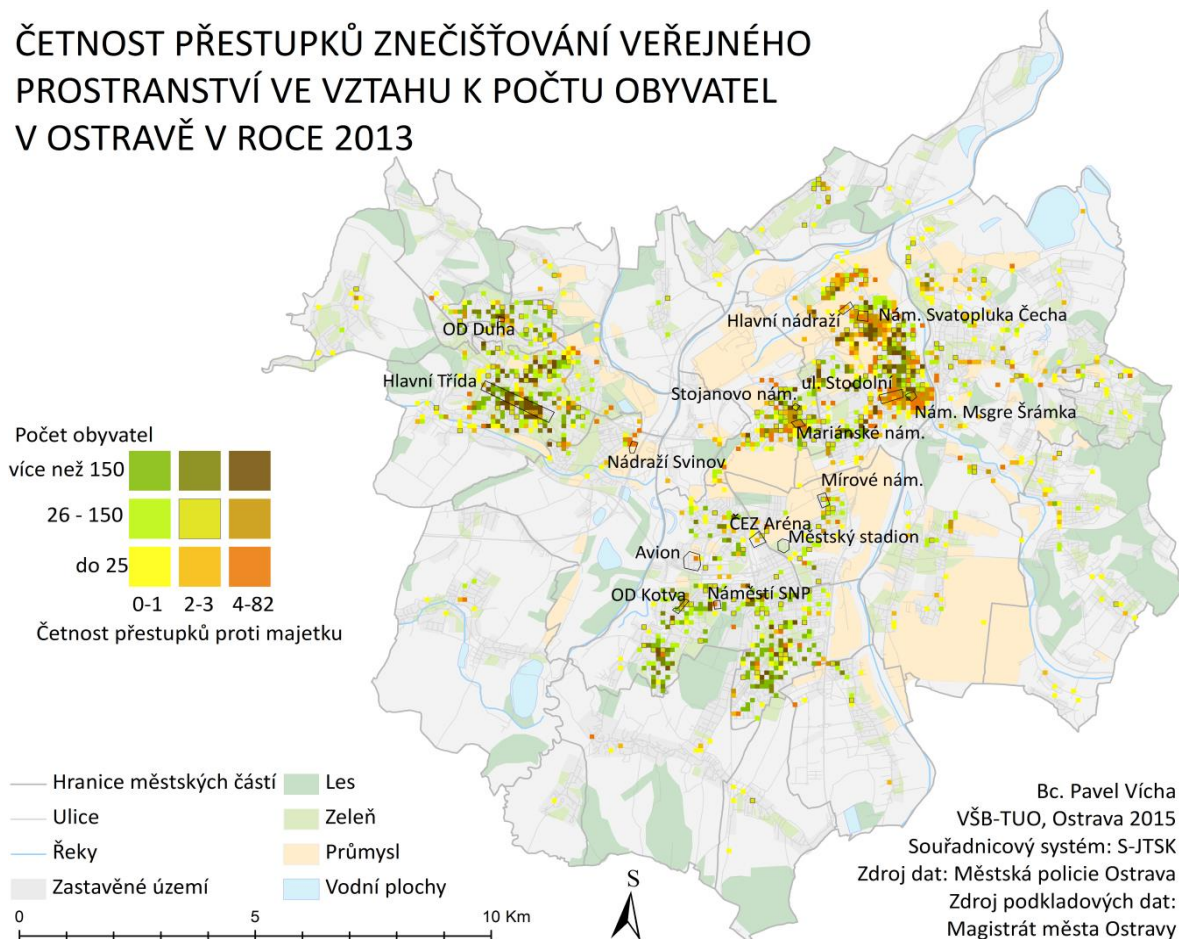 ČETNOST PŘESTUPKŮ ZNEČIŠŤOVÁNÍ VEŘEJNÉHO
PROSTRANSTVÍ VE VZTAHU K POČTU OBYVATEL
V OSTRAVĚ V ROCE 2013
OD Duha
Hlavní nádraží
Nám. Svatopluka Čecha
Hlavní Třída
ul. Stodolní
Stojanovo nám.
Nám. Msgre Šrámka
Mariánské nám.
Nádraží Svinov
Mírové nám.
ČEZ Aréna
Městský stadion
Avion
OD Kotva
Náměstí SNP
Počet obyvatel
více než 150
26 - 150
do 25
0-1 2-3 4-82
Četnost přestupků proti majetku
Hranice městských částí
Ulice
Řeky
Zastavěné území
Les
Zeleň
Průmysl
Vodní plochy
0 5 10 Km
S
Bc. Pavel Vícha
VŠB-TUO, Ostrava 2015
Souřadnicový systém: S-JTSK
Zdroj dat: Městská policie Ostrava
Zdroj podkladových dat:
Magistrát města Ostravy